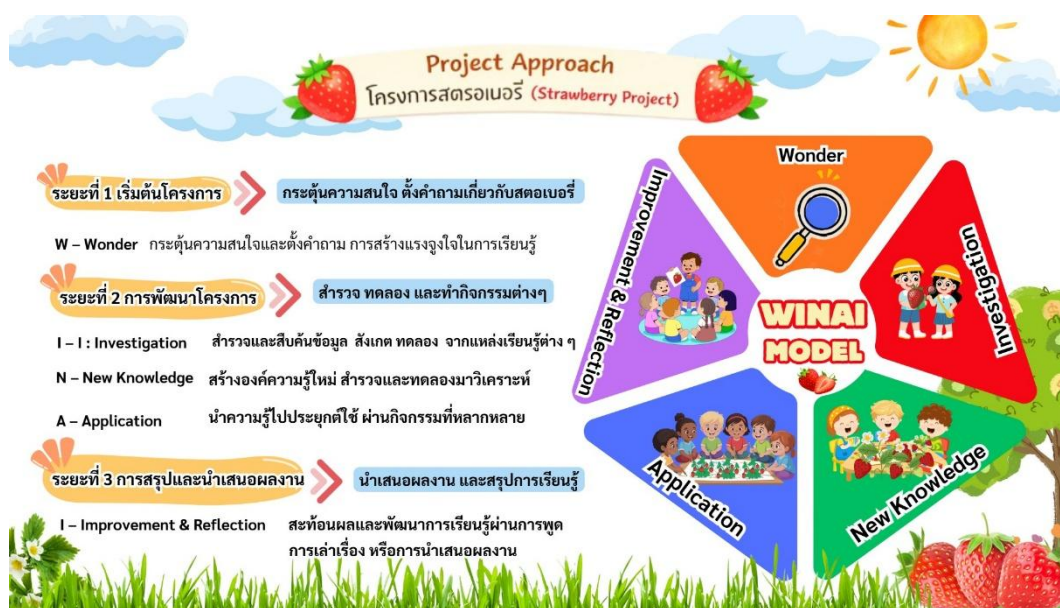 Project Approach
โครงการสตรอเบอรี (Strawberry Project)
ระยะที่ 1 เริ่มต้นโครงการ
กระตุ้นความสนใจ ตั้งคำถามเกี่ยวกับสตอเบอรี่
W – Wonder กระตุ้นความสนใจและตั้งคำถาม การสร้างแรงจูงใจในการเรียนรู้
ระยะที่ 2 การพัฒนาโครงการ
สำรวจ ทดลอง และทำกิจกรรมต่างๆ
I – I : Investigation สำรวจและสืบค้นข้อมูล สังเกต ทดลอง จากแหล่งเรียนรู้ต่าง ๆ
N – New Knowledge สร้างองค์ความรู้ใหม่ สำรวจและทดลองมาวิเคราะห์
A – Application นำความรู้ไปประยุกต์ใช้ ผ่านกิจกรรมที่หลากหลาย
ระยะที่ 3 การสรุปและนำเสนอผลงาน
นำเสนอผลงาน และสรุปการเรียนรู้
I – Improvement & Reflection สะท้อนผลและพัฒนาการเรียนรู้ผ่านการพูด
การเล่าเรื่อง หรือการนำเสนอผลงาน
Wonder
Investigation
New Knowledge
Application
Improvement & Reflection
WINAI
MODEL